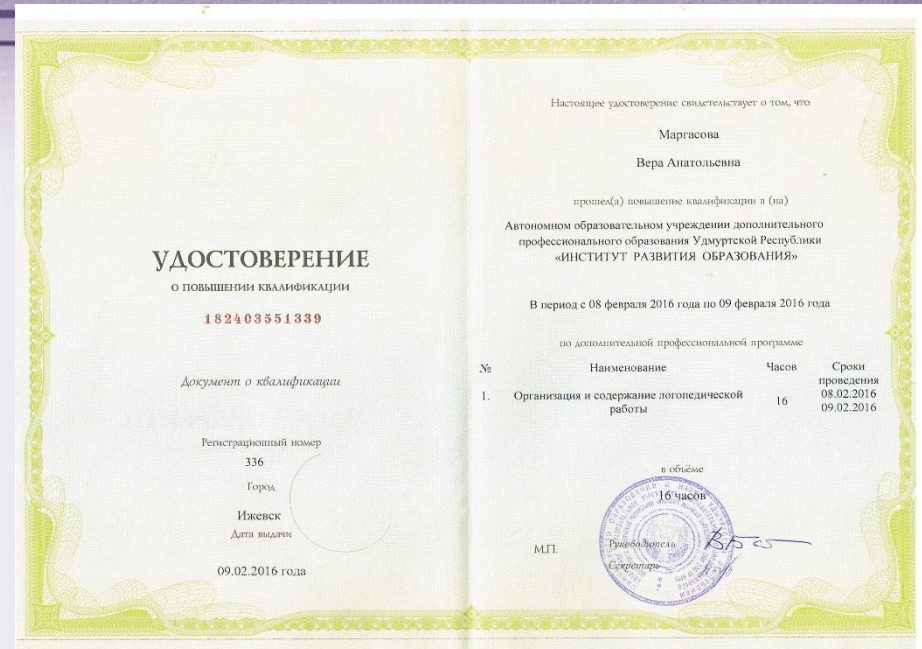 УДОСТОВЕРЕНИЕ
О ПОВЫШЕНИИ КВАЛИФИКАЦИИ
182403551339
Документ о квалификации
Регистрационный номер
336
Город
Ижевск
Дата выдачи
09.02.2016 года
Настоящее удостоверение свидетельствует о том, что
Маргасова
Вера Анатольевна
прошел(а) повышение квалификации в (на)
Автономном образовательном учреждении дополнительного
профессионального образования Удмуртской Республики
«ИНСТИТУТ РАЗВИТИЯ ОБРАЗОВАНИЯ»
В период с 08 февраля 2016 года по 09 февраля 2016 года
по дополнительной профессиональной программе
№ Наименование Часов Сроки
проведения
1. Организация и содержание логопедической
работы 16 08.02.2016
09.02.2016
в объёме
16 часов
М.П. Руководитель
Секретарь